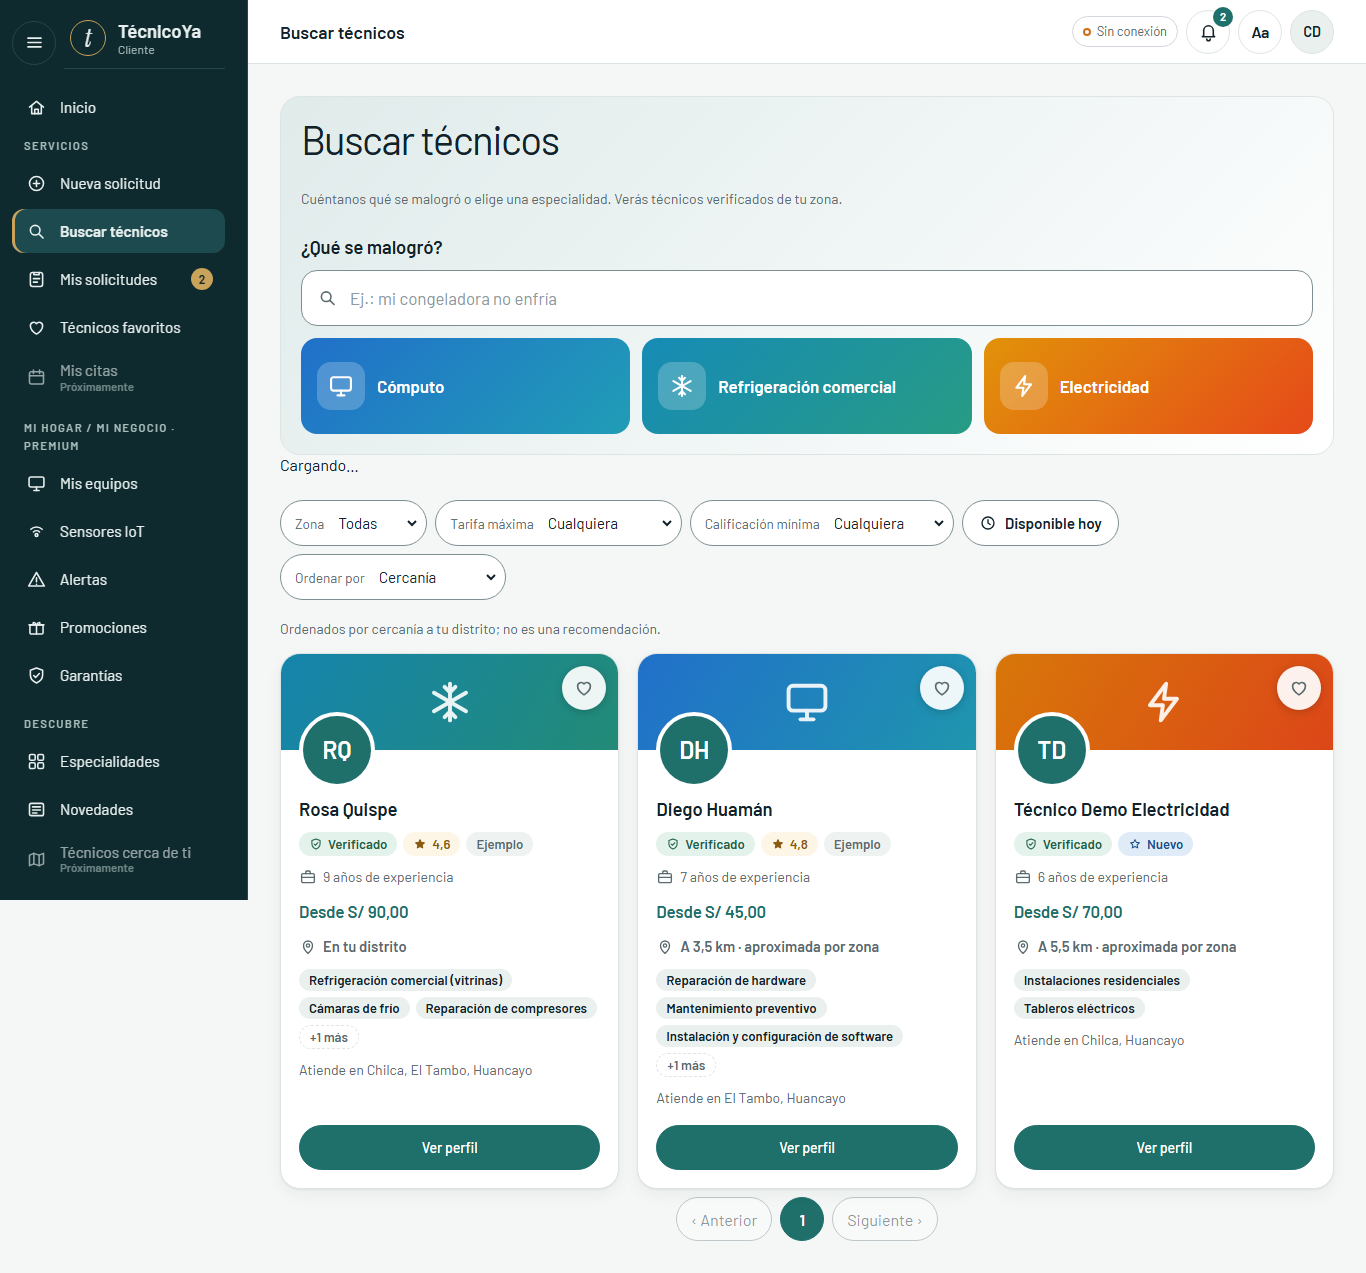 t
TécnicoYa
Cliente
Inicio
SERVICIOS
Nueva solicitud
Buscar técnicos
Mis solicitudes 2
Técnicos favoritos
Mis citas
Próximamente
MI HOGAR / MI NEGOCIO ·
PREMIUM
Mis equipos
Sensores IoT
Alertas
Promociones
Garantías
DESCUBRE
Especialidades
Novedades
Técnicos cerca de ti
Próximamente
Buscar técnicos
Sin conexión
2
Aa
CD
Buscar técnicos
Cuéntanos qué se malogró o elige una especialidad. Verás técnicos verificados de tu zona.
¿Qué se malogró?
Ej.: mi congeladora no enfría
Cómputo
Refrigeración comercial
Electricidad
Cargando...
Zona Todas
Tarifa máxima Cualquiera
Calificación mínima Cualquiera
Disponible hoy
Ordenar por Cercanía
Ordenados por cercanía a tu distrito; no es una recomendación.
RQ
Rosa Quispe
Verificado 4,6 Ejemplo
9 años de experiencia
Desde S/ 90,00
En tu distrito
Refrigeración comercial (vitrinas)
Cámaras de frío Reparación de compresores
+1 más
Atiende en Chilca, El Tambo, Huancayo
Ver perfil
DH
Diego Huamán
Verificado 4,8 Ejemplo
7 años de experiencia
Desde S/ 45,00
A 3,5 km · aproximada por zona
Reparación de hardware
Mantenimiento preventivo
Instalación y configuración de software
+1 más
Atiende en El Tambo, Huancayo
Ver perfil
TD
Técnico Demo Electricidad
Verificado Nuevo
6 años de experiencia
Desde S/ 70,00
A 5,5 km · aproximada por zona
Instalaciones residenciales
Tableros eléctricos
Atiende en Chilca, Huancayo
Ver perfil
‹ Anterior 1 Siguiente ›